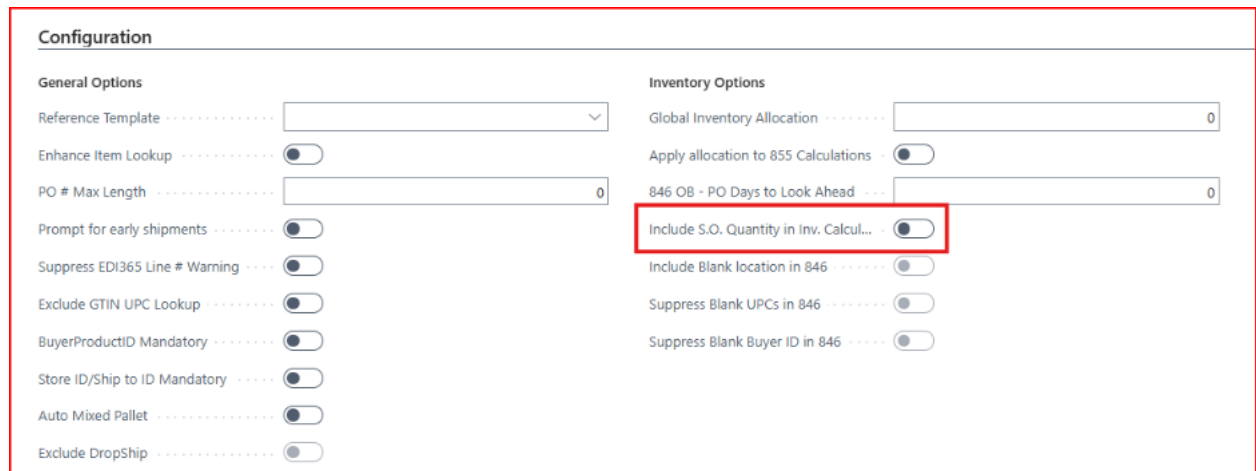 Configuration
General Options
Reference Template
Enhance Item Lookup
PO # Max Length 0
Prompt for early shipments
Suppress EDI365 Line # Warning
Exclude GTIN UPC Lookup
BuyerProductID Mandatory
Store ID/Ship to ID Mandatory
Auto Mixed Pallet
Exclude DropShip
Inventory Options
Global Inventory Allocation 0
Apply allocation to 855 Calculations
846 OB - PO Days to Look Ahead 0
Include S.O. Quantity in Inv. Calcul...
Include Blank location in 846
Suppress Blank UPCs in 846
Suppress Blank Buyer ID in 846